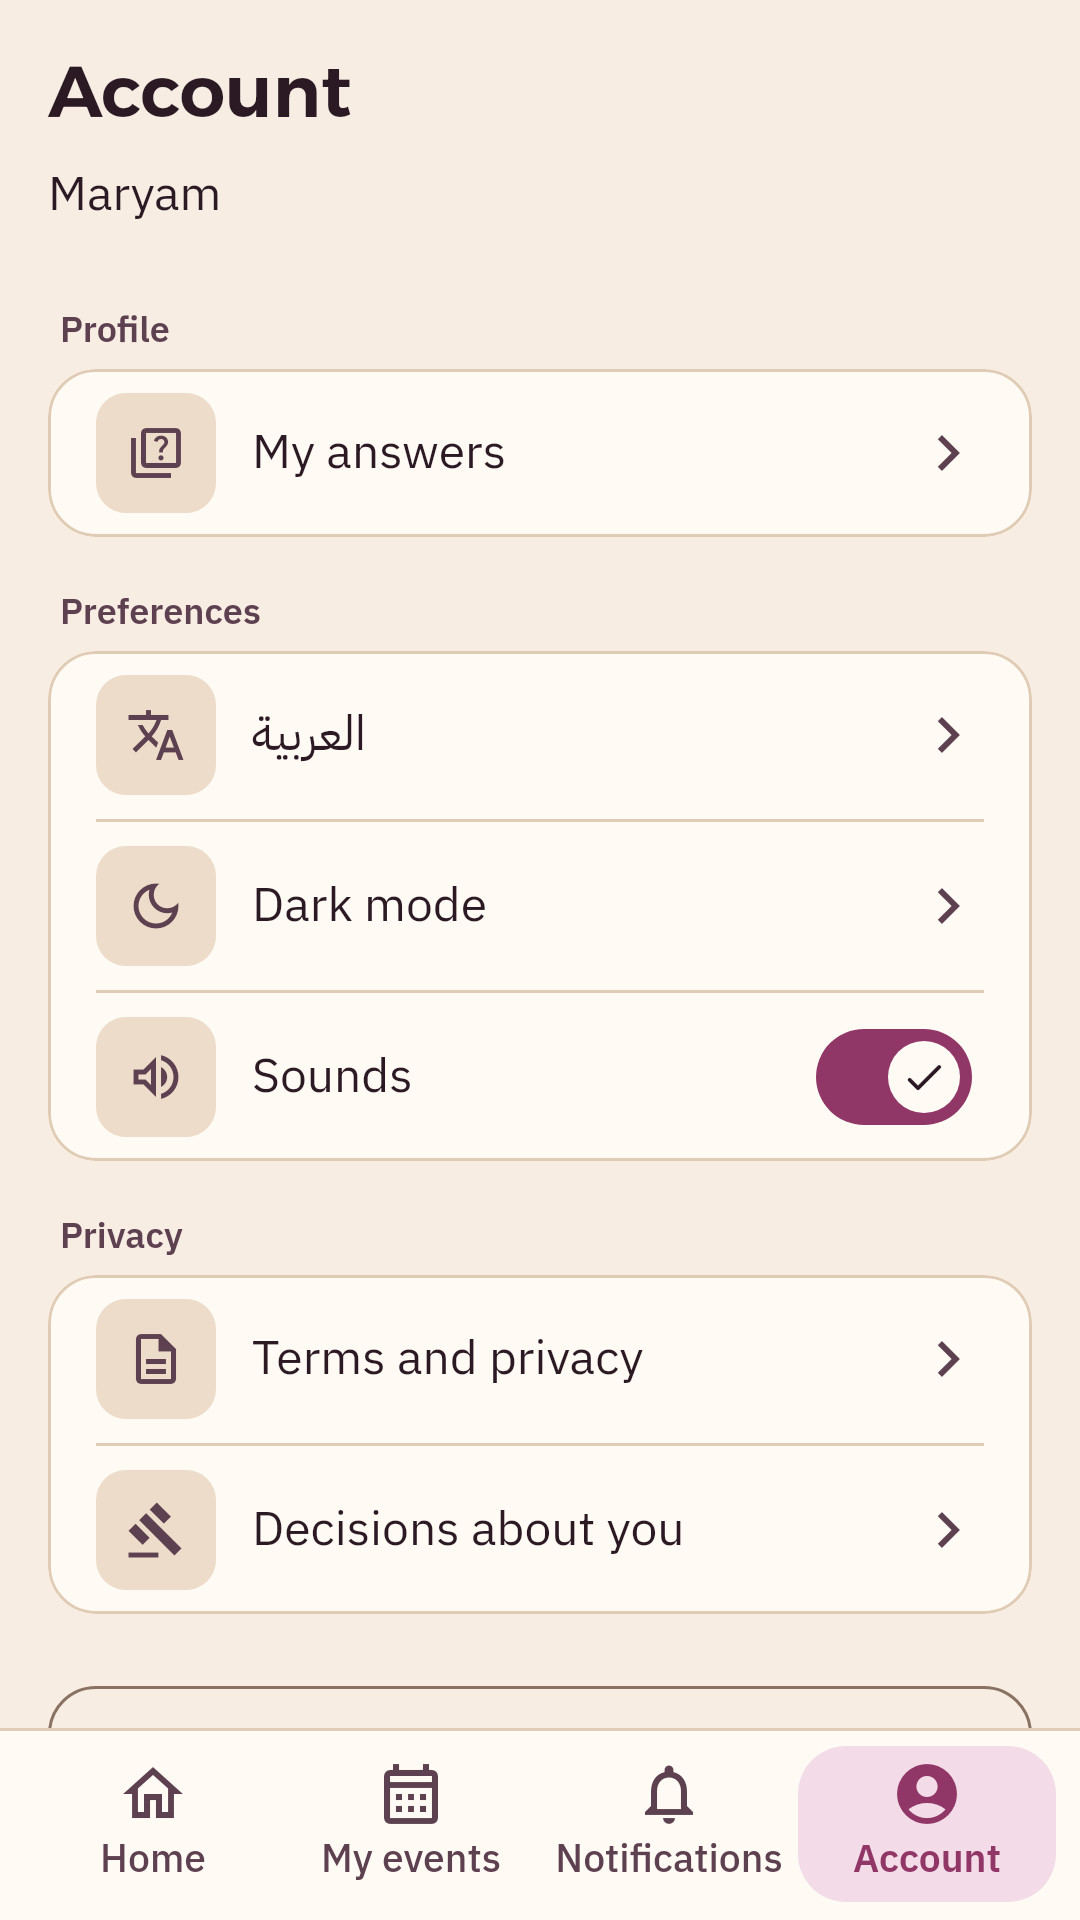 Account
Maryam
Profile
My answers
Preferences
العربية
Dark mode
Sounds
Privacy
Terms and privacy
Decisions about you
Home
My events
Notifications
Account